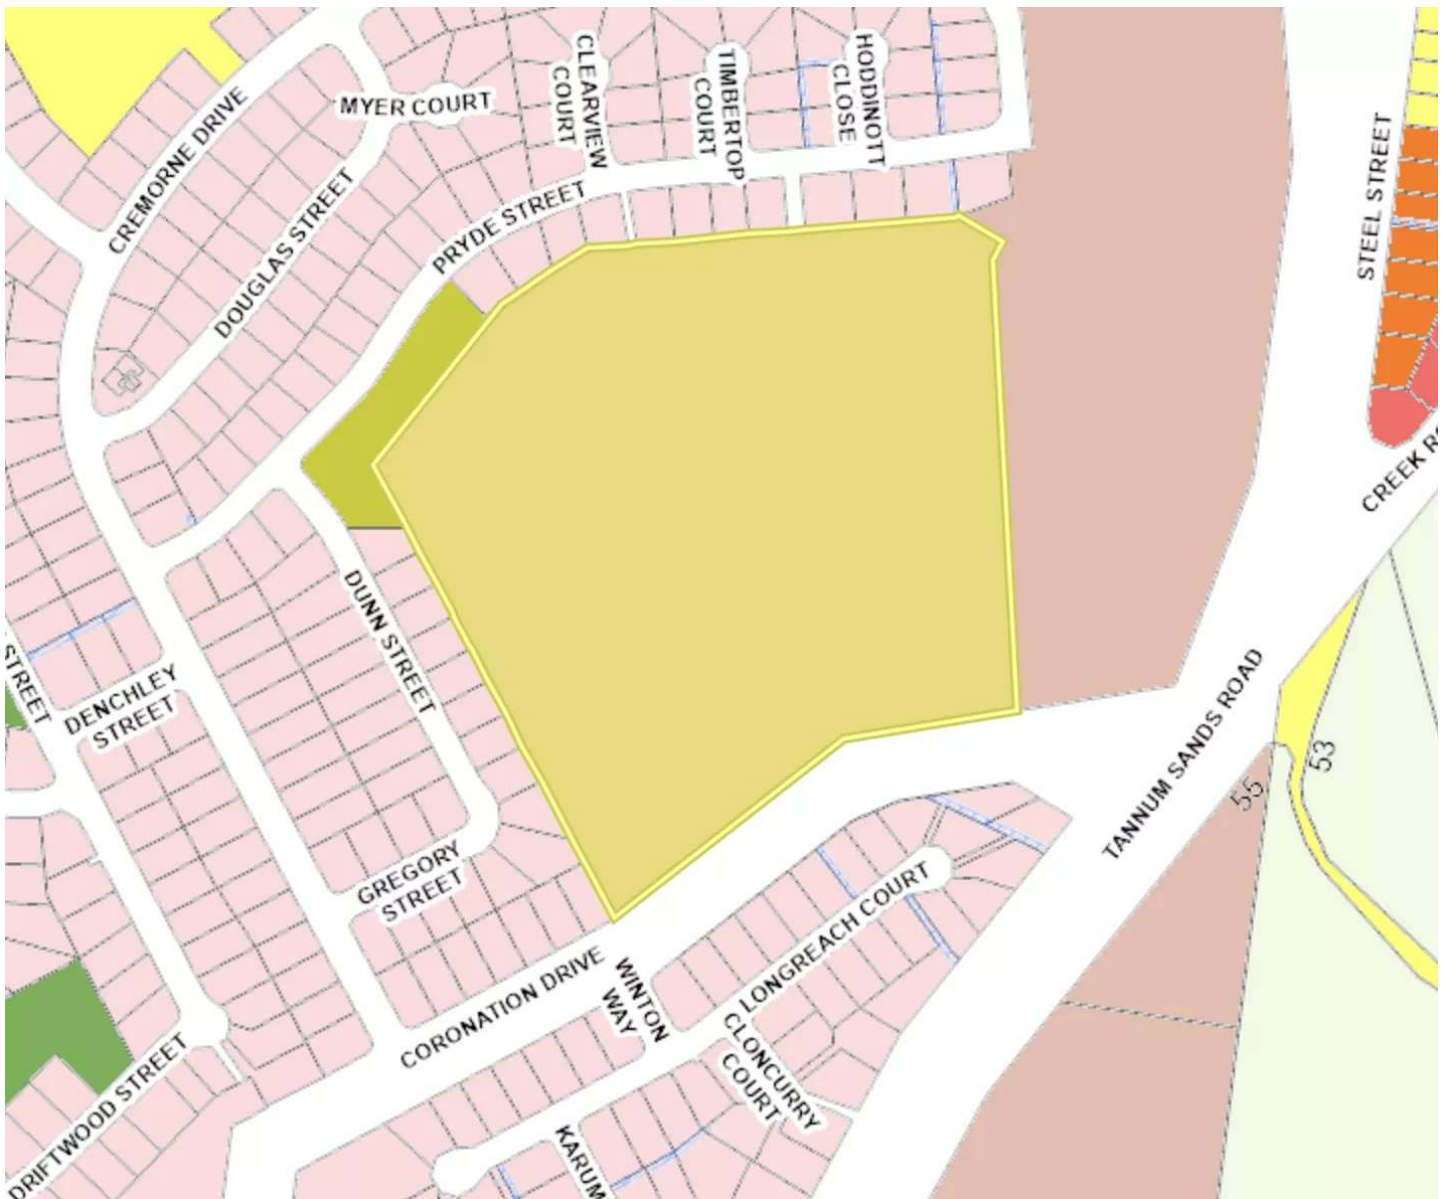 CLEARVIEW
COURT
TIMBERTOP
COURT
HODDINOTT
CLOSE
MYER COURT
CREMORNE DRIVE
DOUGLAS STREET
PRYDE STREET
STEEL STREET
CREEK
DUNN STREET
STREET
DENCHLEY
STREET
TANNUM SANDS ROAD
53
55
GREGORY
STREET
LONGREACH COURT
CORONATION DRIVE
WINTON
WAY
CLONCURRY
COURT
DRIFTWOOD STREET
KARUM